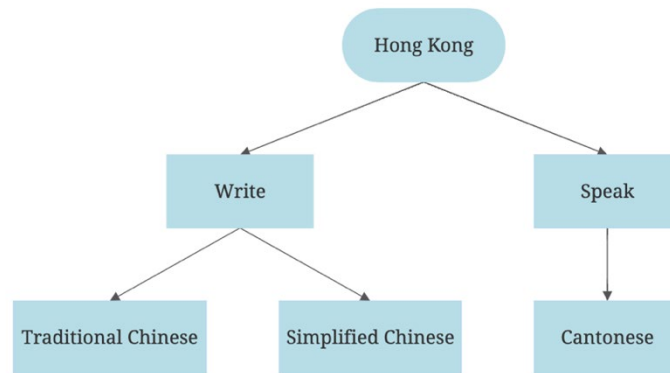 Hong Kong
Write
Speak
Traditional Chinese
Simplified Chinese
Cantonese